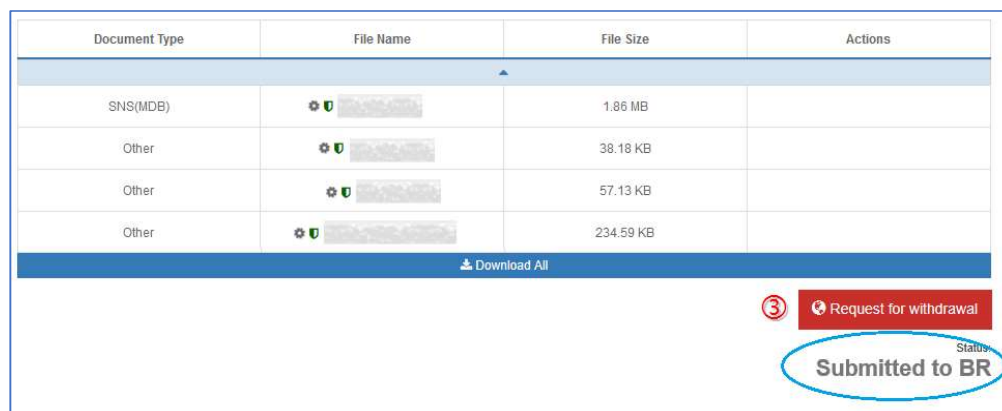 Document Type File Name File Size Actions
SNS(MDB) 1.86 MB
Other 38.18 KB
Other 57.13 KB
Other 234.59 KB
Download All
③ Request for withdrawal
Status:
Submitted to BR